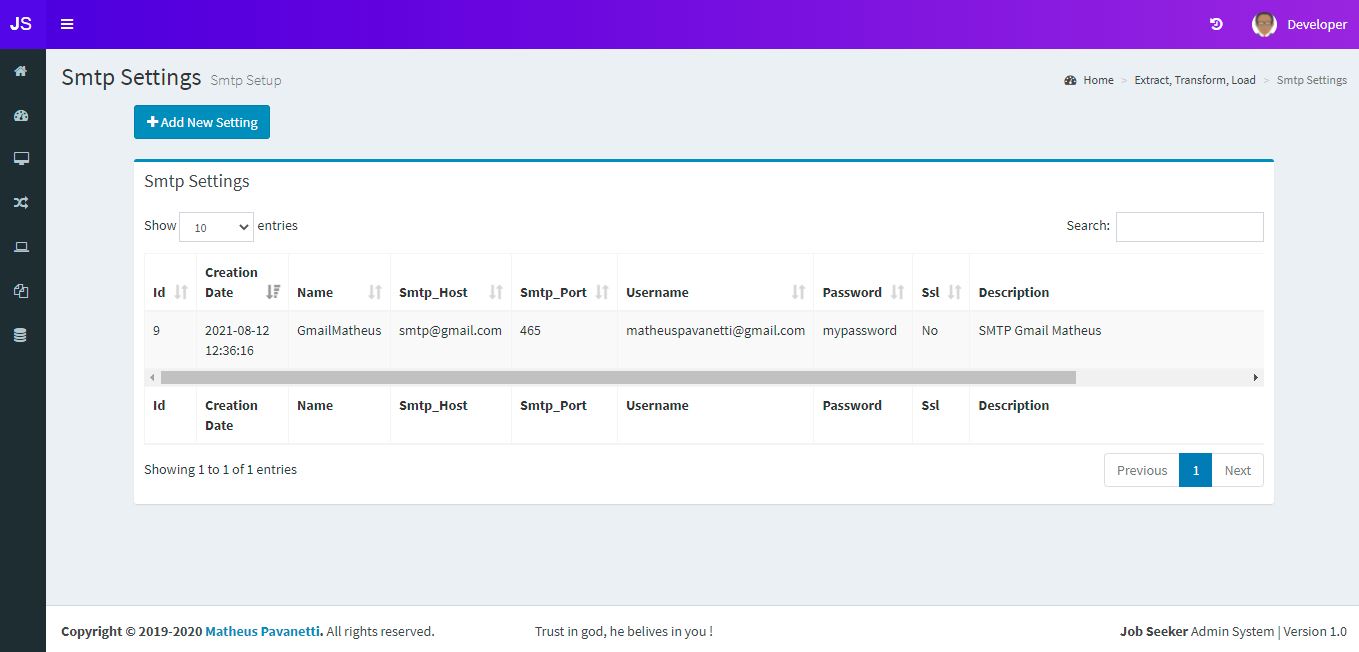 JS
Developer
Smtp Settings Smtp Setup
Home > Extract, Transform, Load > Smtp Settings
Add New Setting
Smtp Settings
Show 10 entries
Search:
Id Creation Date Name Smtp_Host Smtp_Port Username Password Ssl Description
9 2021-08-12 12:36:16 GmailMatheus smtp@gmail.com 465 matheuspavanetti@gmail.com mypassword No SMTP Gmail Matheus
Id Creation Date Name Smtp_Host Smtp_Port Username Password Ssl Description
Showing 1 to 1 of 1 entries
Previous 1 Next
Copyright © 2019-2020 Matheus Pavanetti. All rights reserved.
Trust in god, he belives in you !
Job Seeker Admin System | Version 1.0